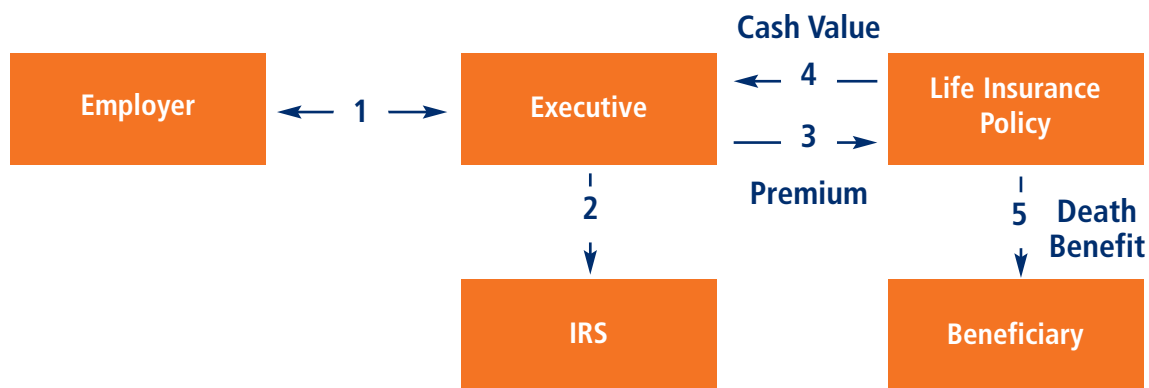 Cash Value
Employer
1
Executive
4
3
Premium
Life Insurance
Policy
2
5
Death
Benefit
IRS
Beneficiary